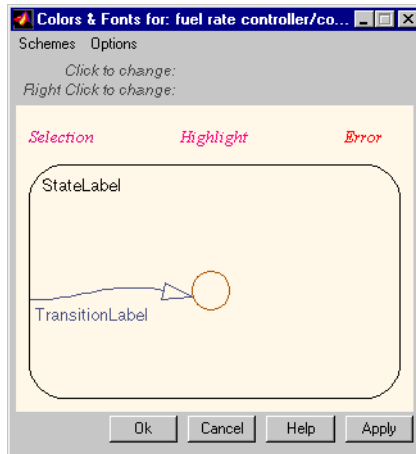 Colors & Fonts for: fuel rate controller/co...
Schemes Options
Click to change:
Right Click to change:
Selection Highlight Error
StateLabel
TransitionLabel
Ok Cancel Help Apply